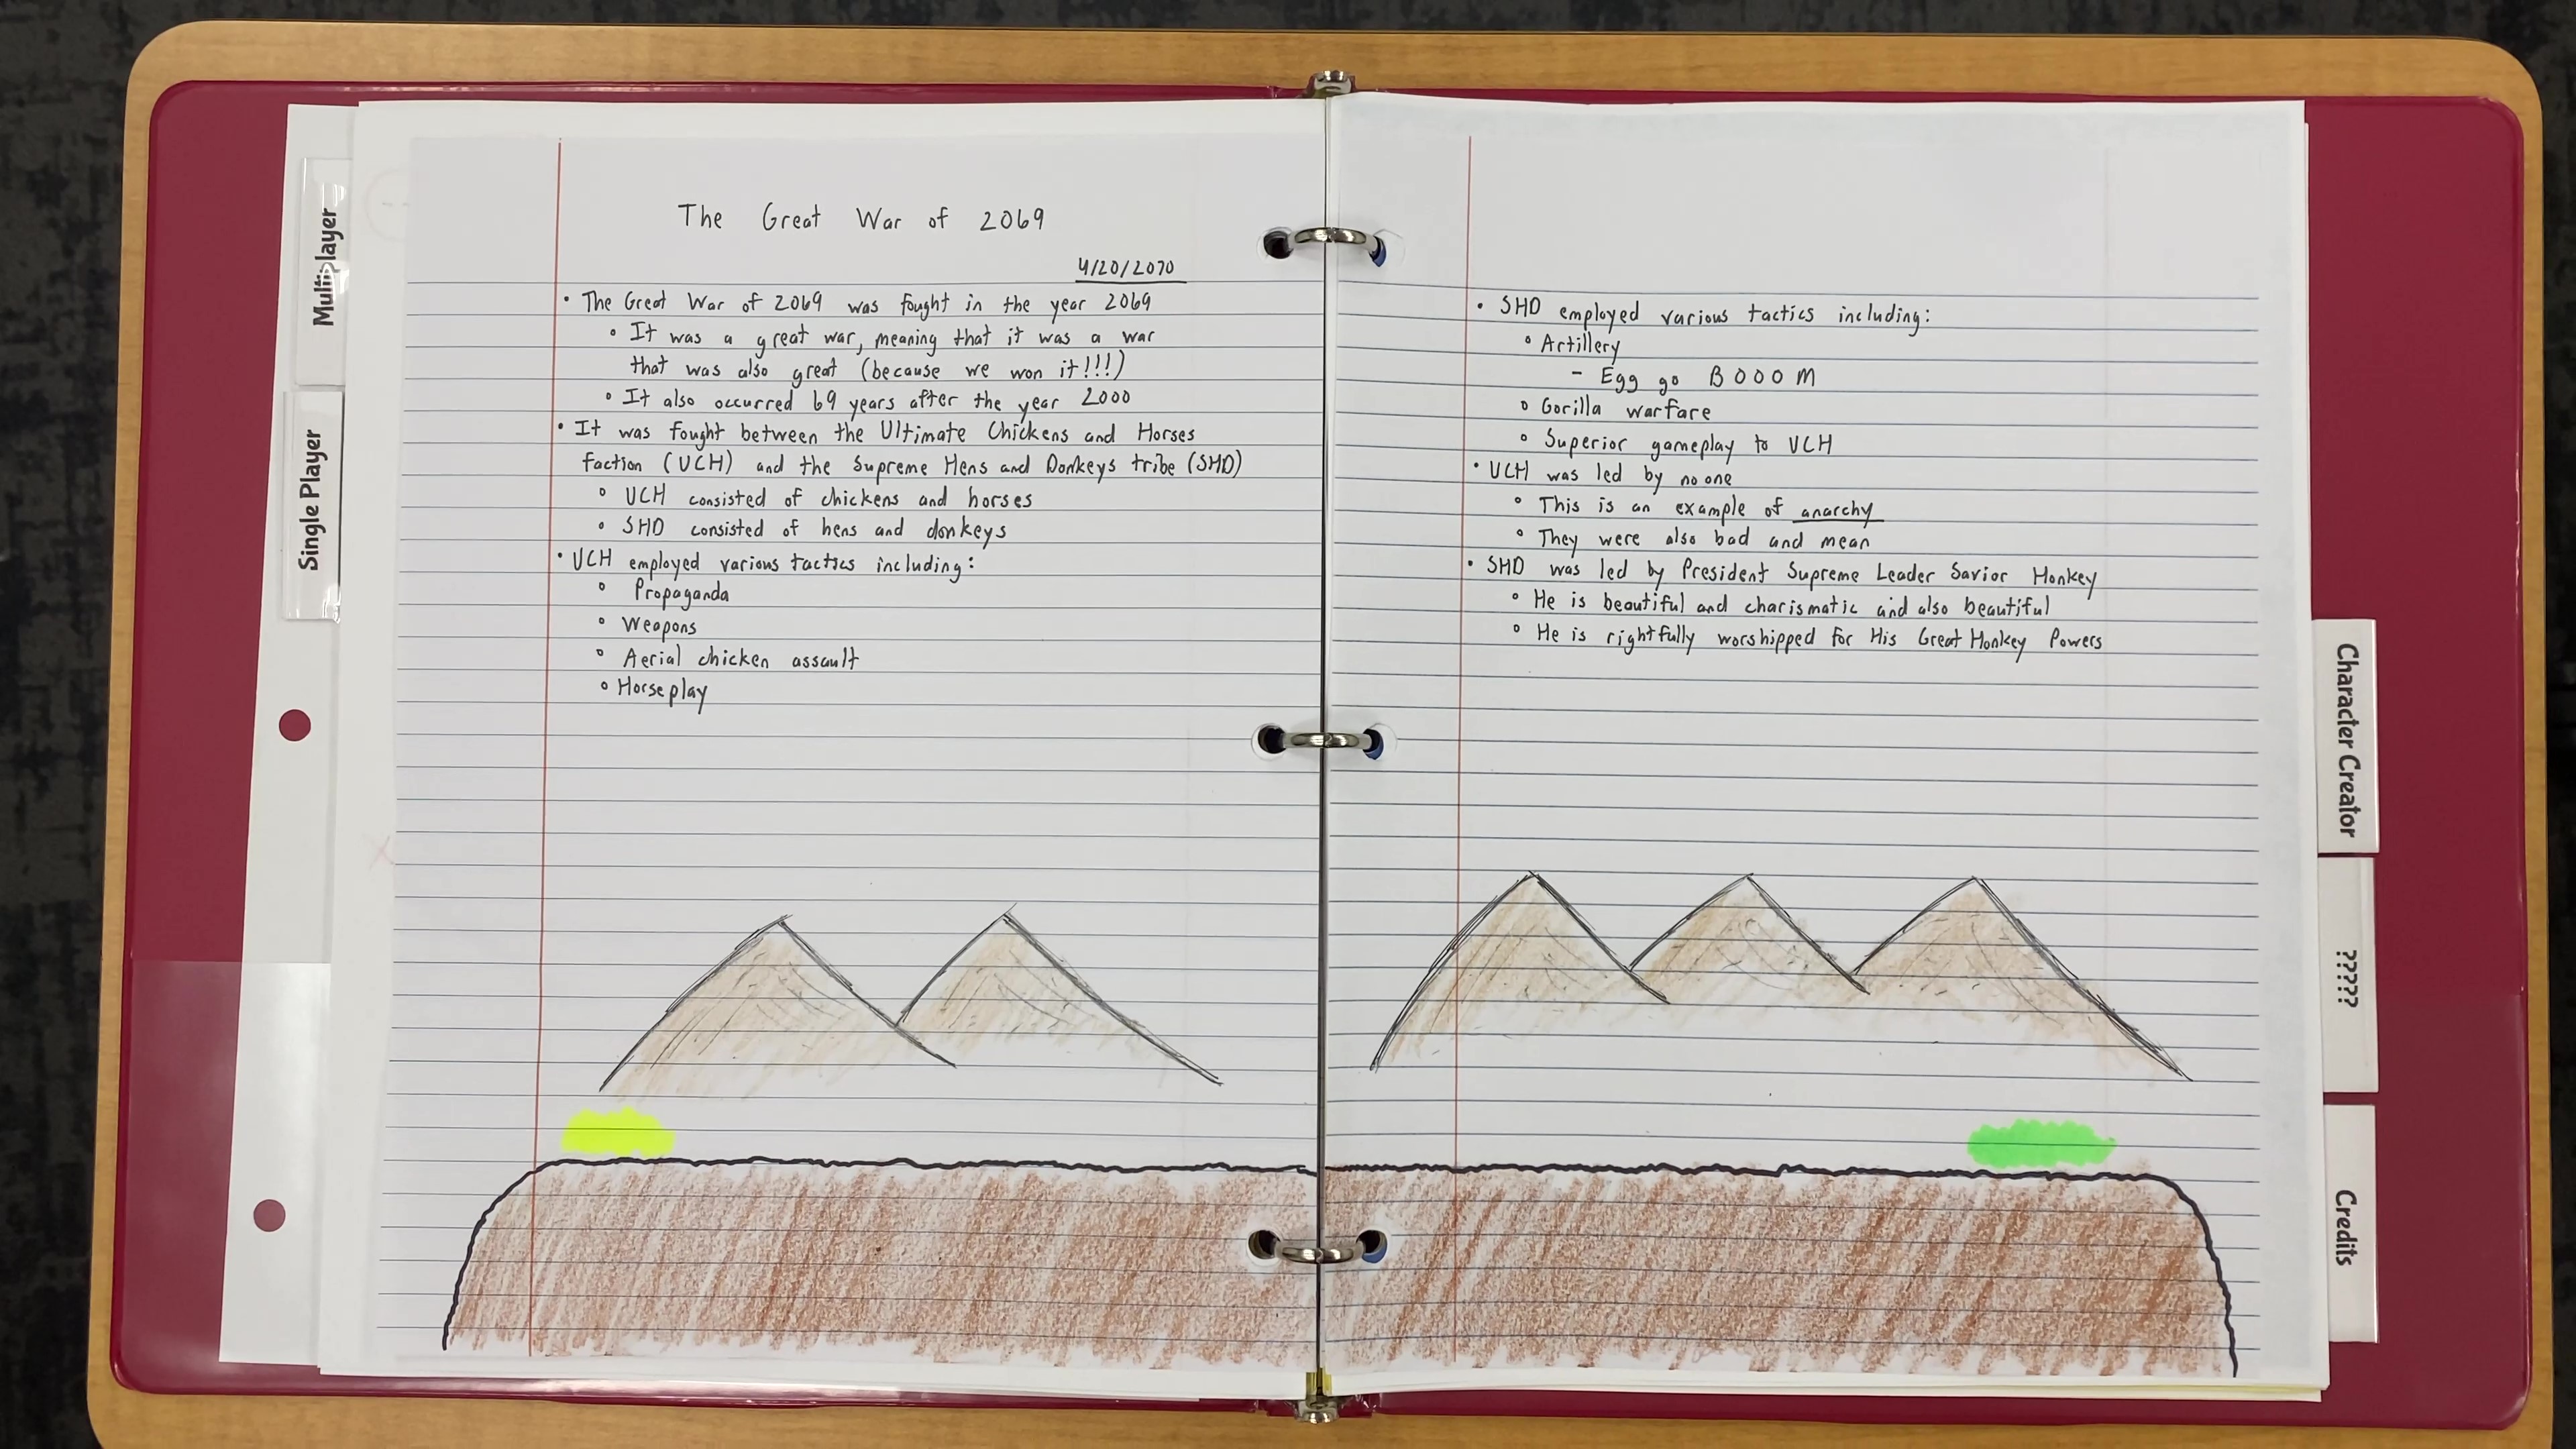 Multiplayer
Single Player
The Great War of 2069
4/20/2070
• The Great War of 2069 was fought in the year 2069
◦ It was a great war, meaning that it was a war
that was also great (because we won it!!!)
◦ It also occurred 69 years after the year 2000
• It was fought between the Ultimate Chickens and Horses
faction (UCH) and the Supreme Hens and Donkeys tribe (SHD)
◦ UCH consisted of chickens and horses
◦ SHD consisted of hens and donkeys
• UCH employed various tactics including:
◦ Propaganda
◦ Weapons
◦ Aerial chicken assault
◦ Horseplay
• SHD employed various tactics including:
◦ Artillery
- Egg go BOOOM
◦ Gorilla warfare
◦ Superior gameplay to UCH
• UCH was led by no one
◦ This is an example of anarchy
◦ They were also bad and mean
• SHD was led by President Supreme Leader Savior Honkey
◦ He is beautiful and charismatic and also beautiful
◦ He is rightfully worshipped for His Great Honkey Powers
Character Creator
?????
Credits